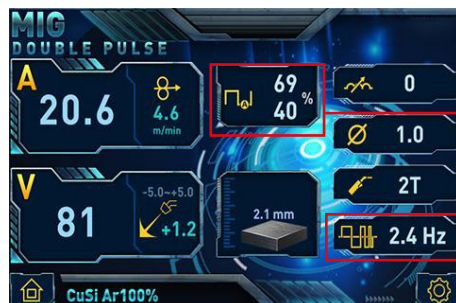 MIG
DOUBLE PULSE
A
20.6
4.6
m/min
69
40 %
0
1.0
V
81
-5.0~+5.0
+1.2
2.1 mm
2T
2.4 Hz
CuSi Ar100%